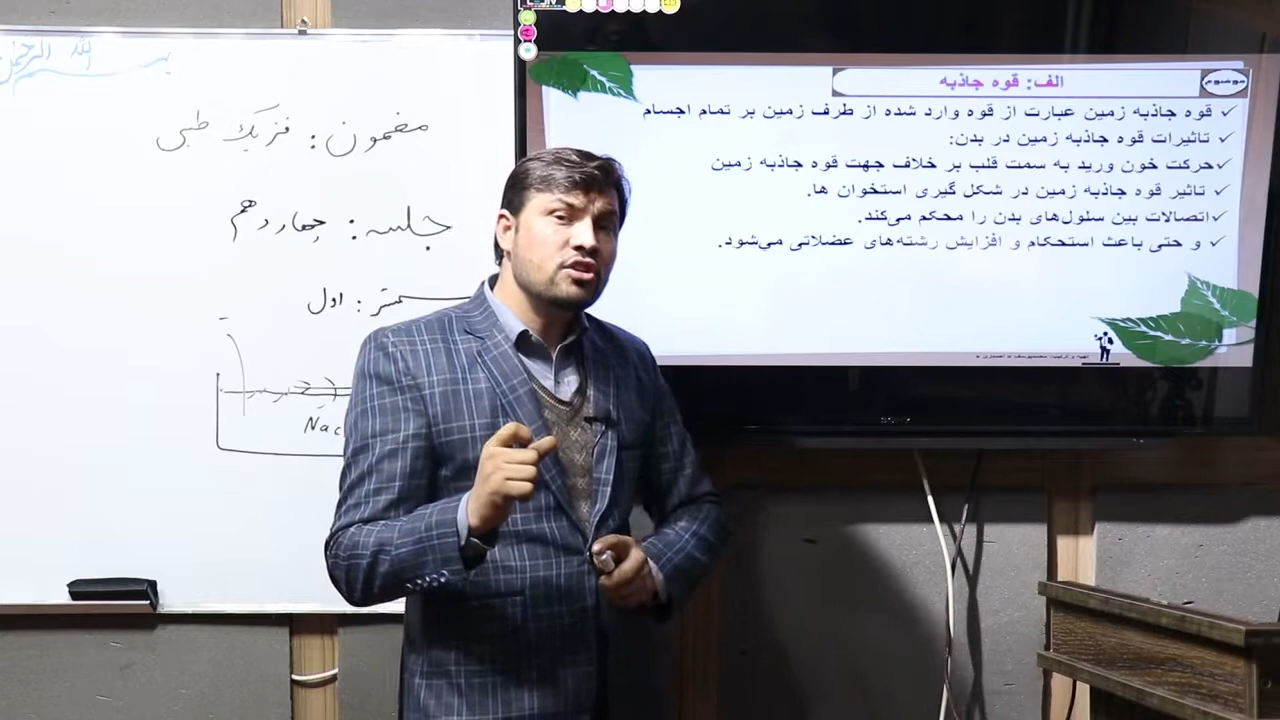 بسم الله الرحمن
مضمون: فزیک طبی
جلسه: چهاردهم
سمستر: اول
موضوع
الف: قوه جاذبه
✓ قوه جاذبه زمین عبارت از قوه وارد شده از طرف زمین بر تمام اجسام
✓ تاثیرات قوه جاذبه زمین در بدن:
✓حرکت خون ورید به سمت قلب بر خلاف جهت قوه جاذبه زمین
✓ تاثیر قوه جاذبه زمین در شکل گیری استخوان ها.
✓اتصالات بین سلول‌های بدن را محکم می‌کند.
✓ و حتی باعث استحکام و افزایش رشته‌های عضلاتی می‌شود.